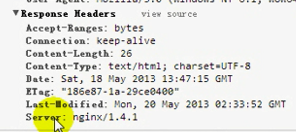 Response Headers view source
Accept-Ranges: bytes
Connection: keep-alive
Content-Length: 26
Content-Type: text/html; charset=UTF-8
Date: Sat, 18 May 2013 13:47:15 GMT
ETag: "186e87-1a-29ce0400"
Last-Modified: Mon, 20 May 2013 02:33:52 GMT
Server: nginx/1.4.1